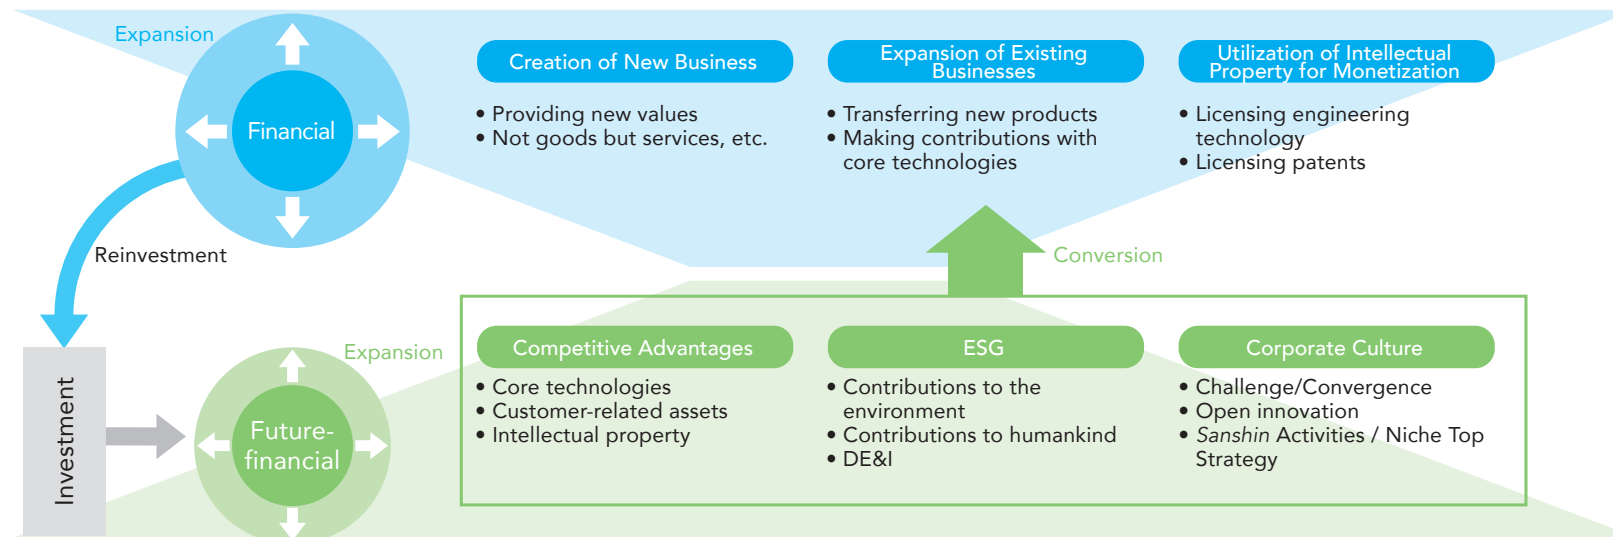 Expansion
Financial
Creation of New Business
• Providing new values
• Not goods but services, etc.
Expansion of Existing
Businesses
• Transferring new products
• Making contributions with
core technologies
Utilization of Intellectual
Property for Monetization
• Licensing engineering
technology
• Licensing patents
Reinvestment
Conversion
Investment
Expansion
Future-
financial
Competitive Advantages
• Core technologies
• Customer-related assets
• Intellectual property
ESG
• Contributions to the
environment
• Contributions to humankind
• DE&I
Corporate Culture
• Challenge/Convergence
• Open innovation
• Sanshin Activities / Niche Top
Strategy